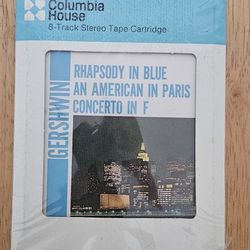 Columbia
House
8-Track Stereo Tape Cartridge
RHAPSODY IN BLUE
AN AMERICAN IN PARIS
CONCERTO IN F
GERSHWIN